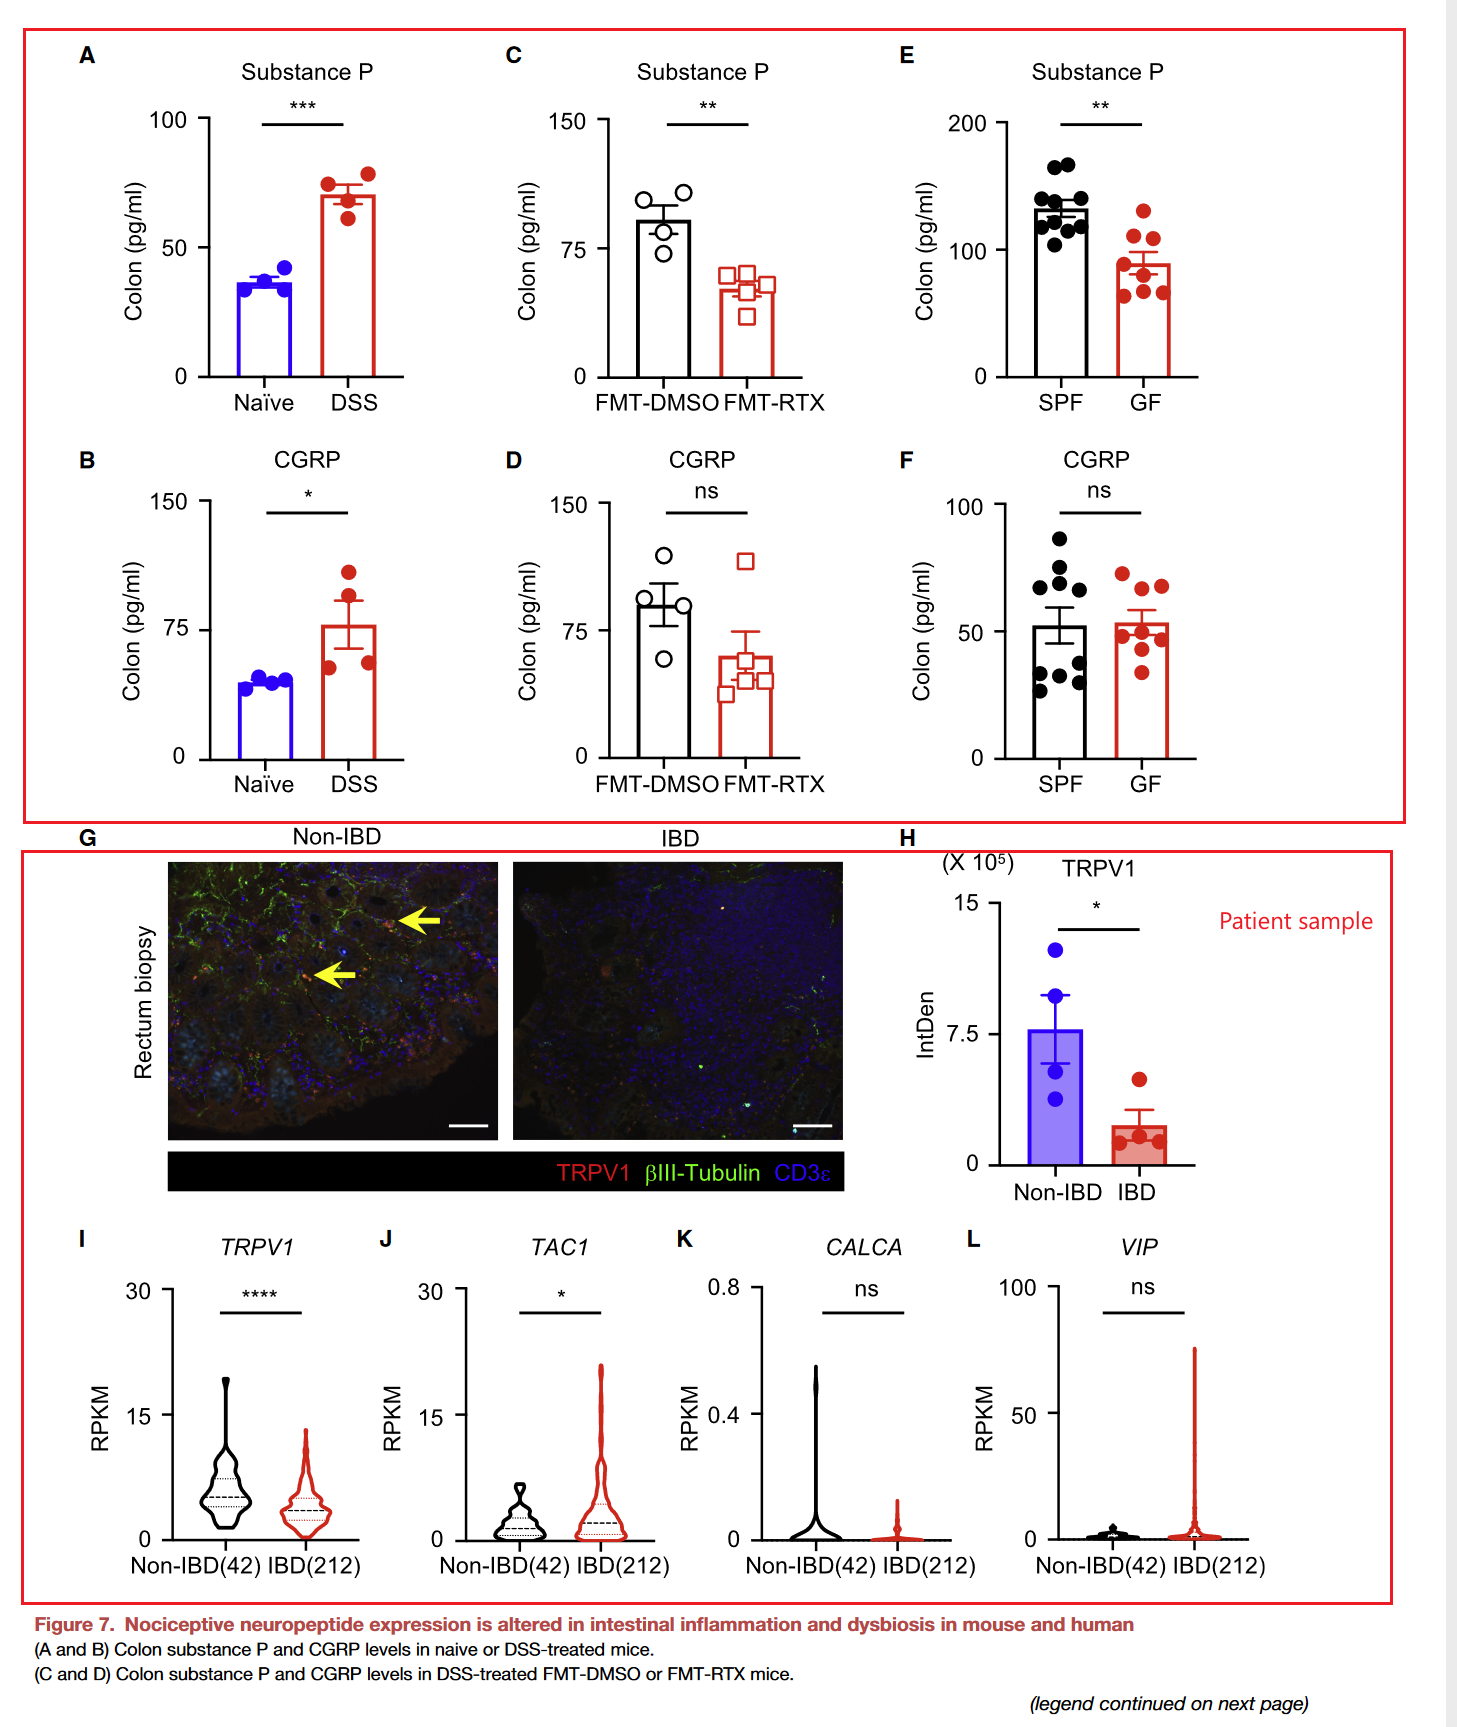 A
Substance P
***
100
50
0
Colon (pg/ml)
Naïve
DSS
C
Substance P
**
150
75
0
Colon (pg/ml)
FMT-DMSO
FMT-RTX
E
Substance P
**
200
100
0
Colon (pg/ml)
SPF
GF
B
CGRP
*
150
75
0
Colon (pg/ml)
Naïve
DSS
D
CGRP
ns
150
75
0
Colon (pg/ml)
FMT-DMSO
FMT-RTX
F
CGRP
ns
100
50
0
Colon (pg/ml)
SPF
GF
G
Non-IBD
IBD
Rectum biopsy
TRPV1 βIII-Tubulin CD3ε
H
(X 10⁵)
TRPV1
*
15
7.5
0
IntDen
Non-IBD
IBD
Patient sample
I
TRPV1
****
30
15
0
RPKM
Non-IBD(42) IBD(212)
J
TAC1
*
30
15
0
RPKM
Non-IBD(42) IBD(212)
K
CALCA
ns
0.8
0.4
0
RPKM
Non-IBD(42) IBD(212)
L
VIP
ns
100
50
0
RPKM
Non-IBD(42) IBD(212)
Figure 7. Nociceptive neuropeptide expression is altered in intestinal inflammation and dysbiosis in mouse and human
(A and B) Colon substance P and CGRP levels in naive or DSS-treated mice.
(C and D) Colon substance P and CGRP levels in DSS-treated FMT-DMSO or FMT-RTX mice.
(legend continued on next page)